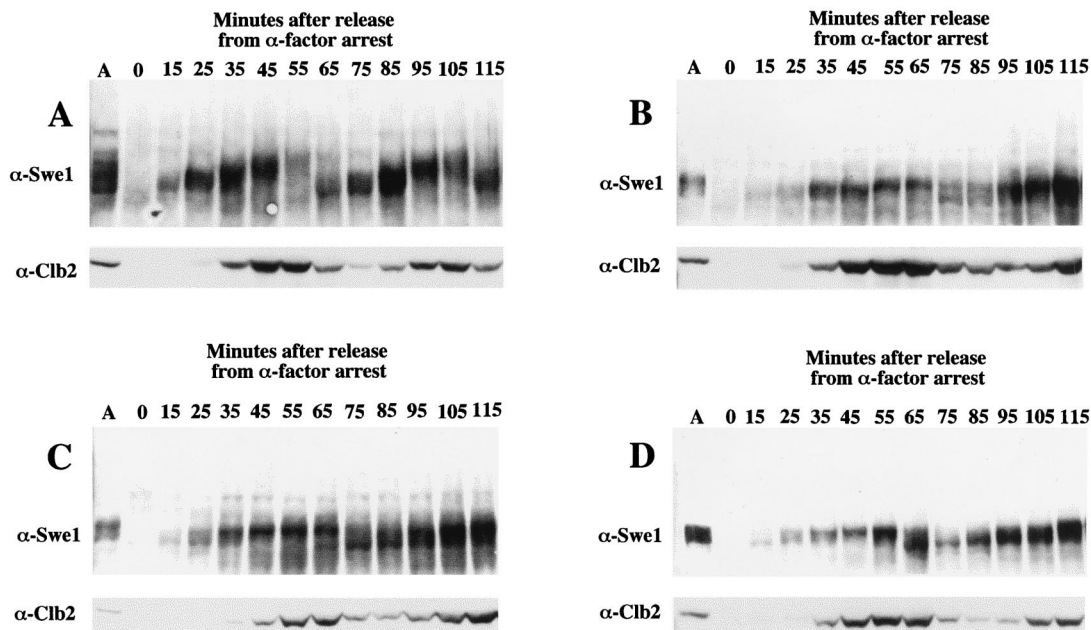 Minutes after release
from α-factor arrest
A 0 15 25 35 45 55 65 75 85 95 105 115
A
α-Swe1
α-Clb2
Minutes after release
from α-factor arrest
A 0 15 25 35 45 55 65 75 85 95 105 115
B
α-Swe1
α-Clb2
Minutes after release
from α-factor arrest
A 0 15 25 35 45 55 65 75 85 95 105 115
C
α-Swe1
α-Clb2
Minutes after release
from α-factor arrest
A 0 15 25 35 45 55 65 75 85 95 105 115
D
α-Swe1
α-Clb2